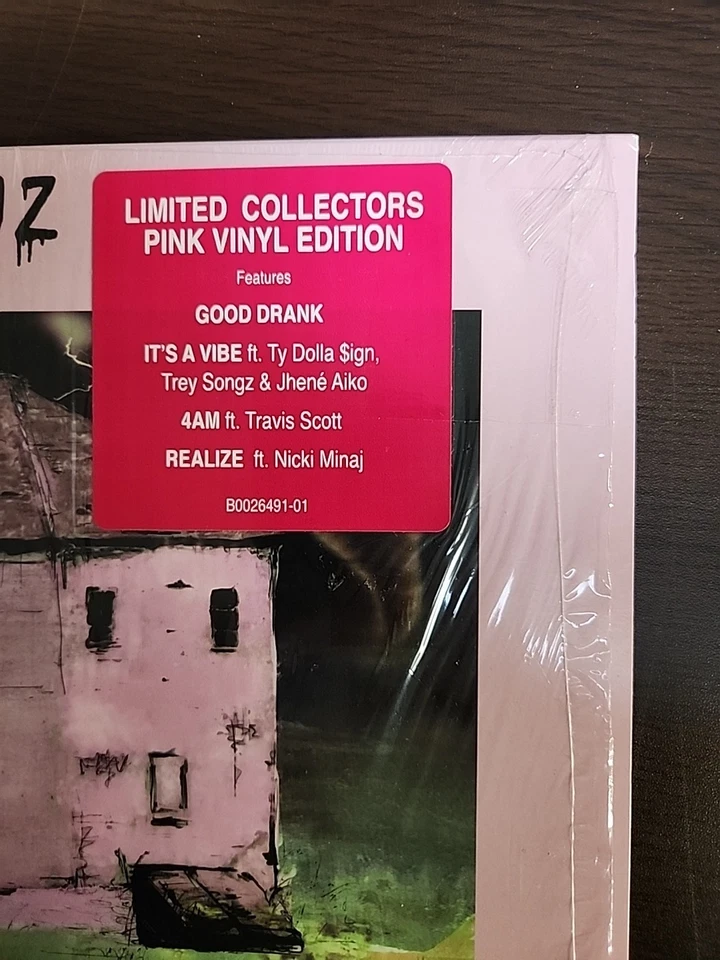 Z
LIMITED COLLECTORS
PINK VINYL EDITION
Features
GOOD DRANK
IT'S A VIBE ft. Ty Dolla $ign,
Trey Songz & Jhené Aiko
4AM ft. Travis Scott
REALIZE ft. Nicki Minaj
B0026491-01